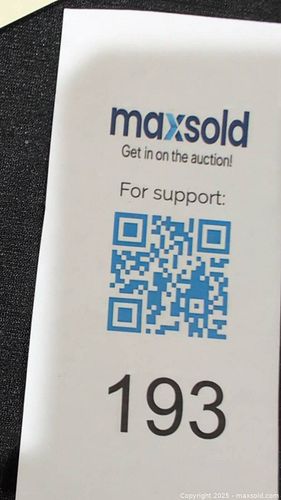 maxsold
Get in on the auction!
For support:
193
Copyright 2025 - maxsold.com